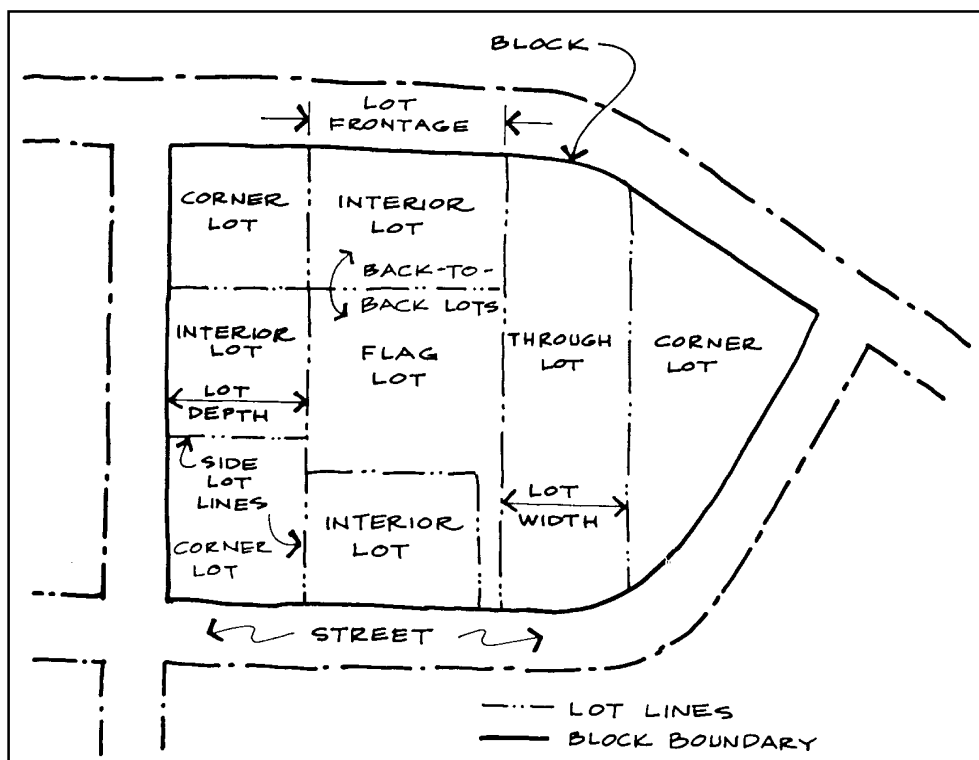 BLOCK
LOT
FRONTAGE
CORNER
LOT
INTERIOR
LOT
BACK-TO-
BACK LOTS
INTERIOR
LOT
FLAG
LOT
THROUGH
LOT
CORNER
LOT
LOT
DEPTH
SIDE
LOT
LINES
CORNER
LOT
INTERIOR
LOT
LOT
WIDTH
STREET
LOT LINES
BLOCK BOUNDARY